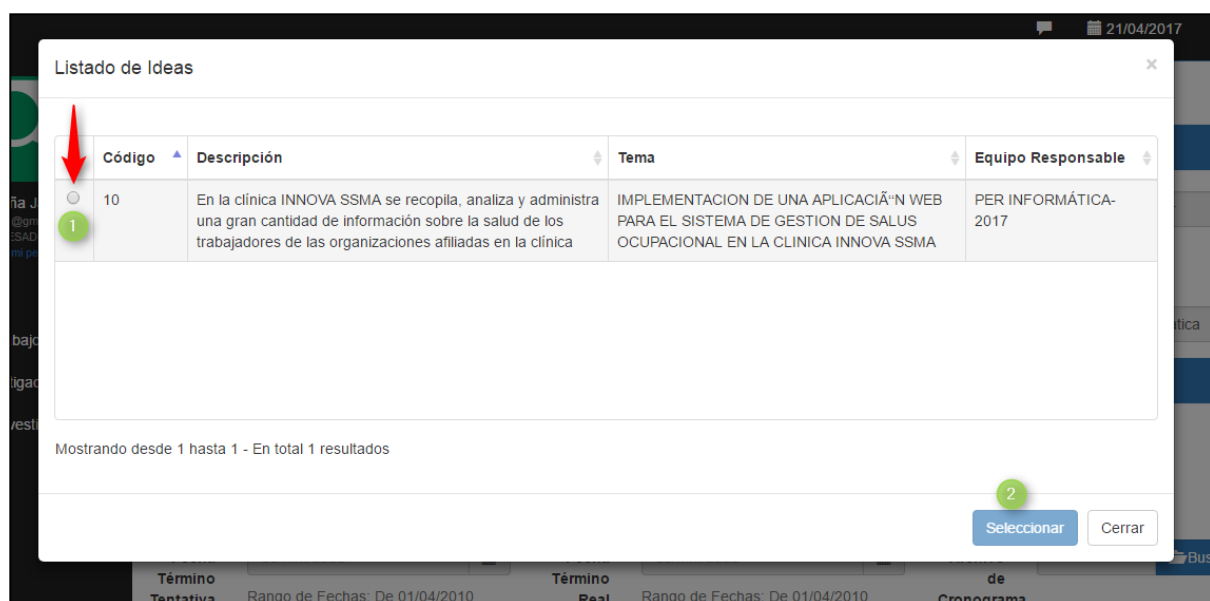 21/04/2017
Listado de Ideas
×
Código Descripción Tema Equipo Responsable
10 En la clínica INNOVA SSMA se recopila, analiza y administra IMPLEMENTACION DE UNA APLICACIÃ“N WEB PER INFORMÁTICA-
una gran cantidad de información sobre la salud de los PARA EL SISTEMA DE GESTION DE SALUS 2017
trabajadores de las organizaciones afiliadas en la clínica OCUPACIONAL EN LA CLINICA INNOVA SSMA
1
Mostrando desde 1 hasta 1 - En total 1 resultados
2
Seleccionar Cerrar
Término Término de
Tentativa Rango de Fechas: De 01/04/2010 Real Rango de Fechas: De 01/04/2010 Cronograma